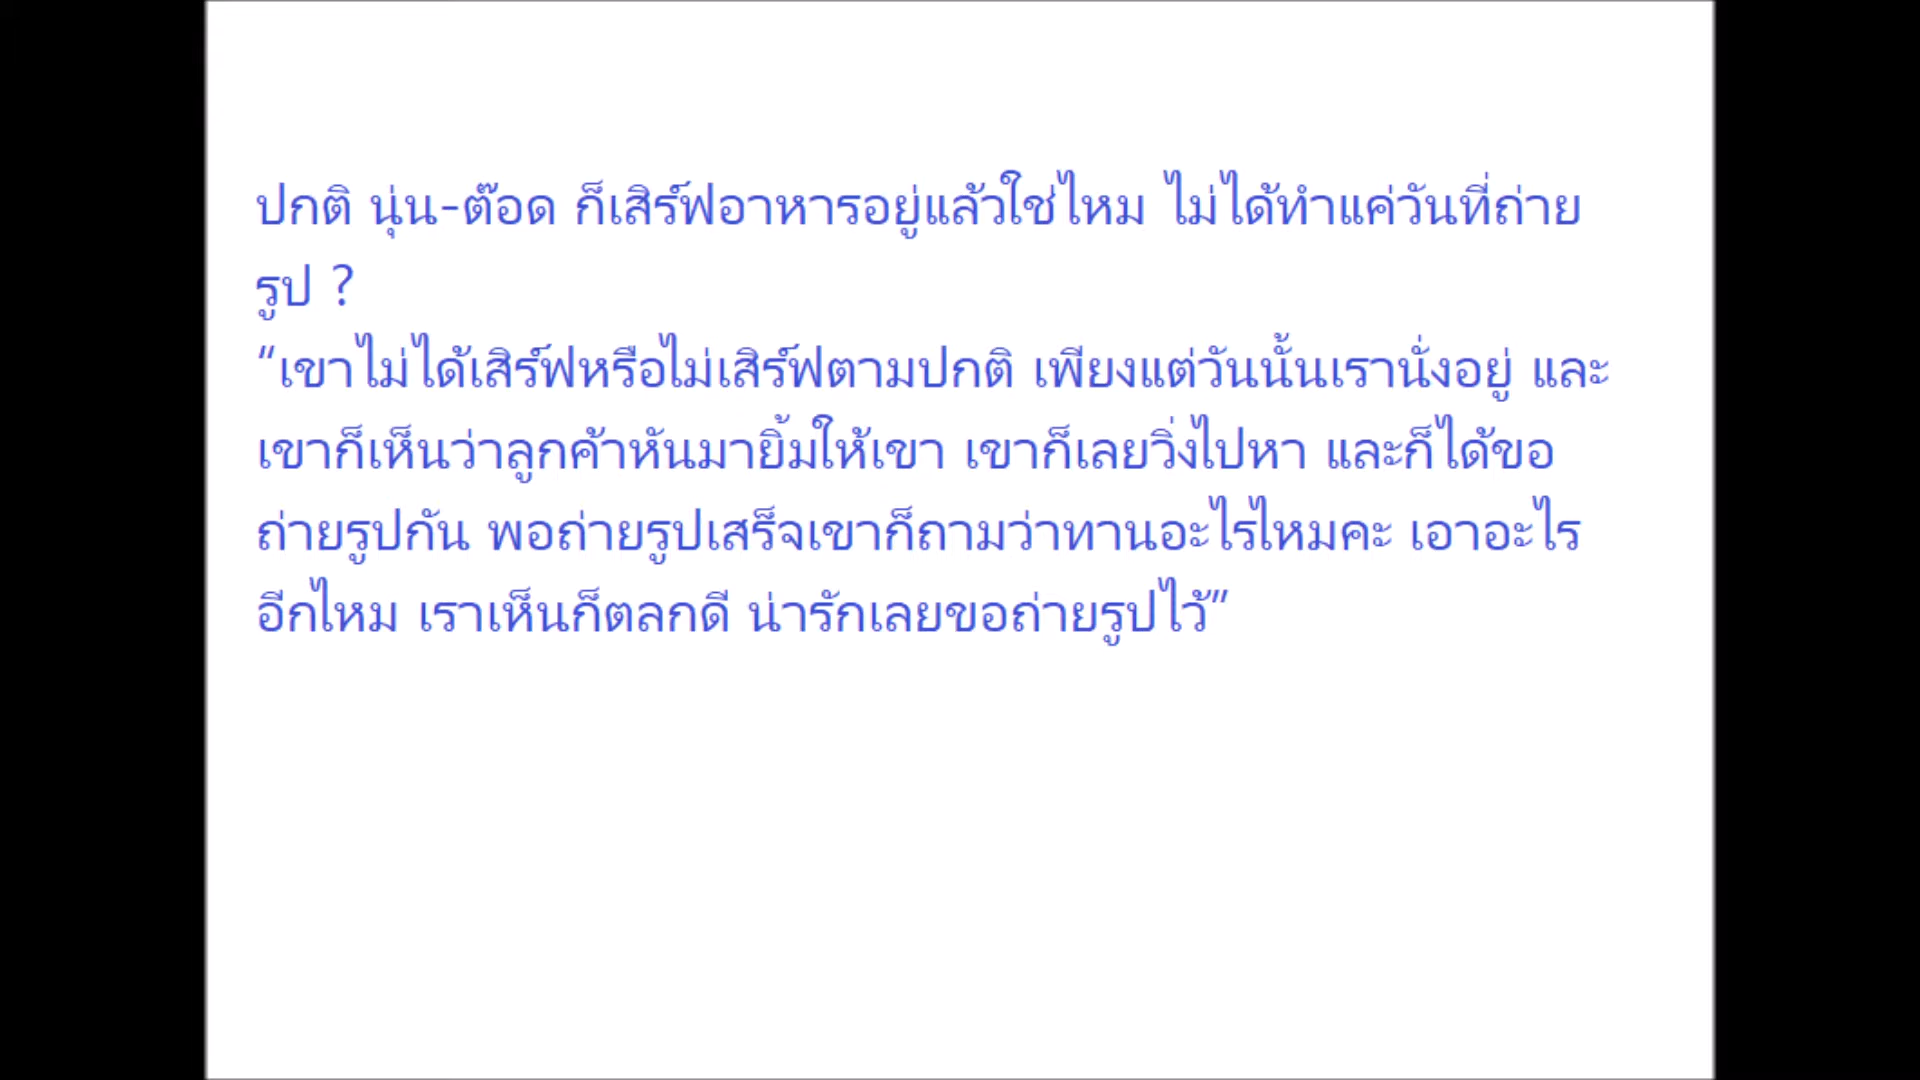 ปกติ นุ่น-ต๊อด ก็เสิร์ฟอาหารอยู่แล้วใช่ไหม ไม่ได้ทำแค่วันที่ถ่าย
รูป ?
“เขาไม่ได้เสิร์ฟหรือไม่เสิร์ฟตามปกติ เพียงแต่วันนั้นเรานั่งอยู่ และ
เขาก็เห็นว่าลูกค้าหันมายิ้มให้เขา เขาก็เลยวิ่งไปหา และก็ได้ขอ
ถ่ายรูปกัน พอถ่ายรูปเสร็จเขาก็ถามว่าทานอะไรไหมคะ เอาอะไร
อีกไหม เราเห็นก็ตลกดี น่ารักเลยขอถ่ายรูปไว้”